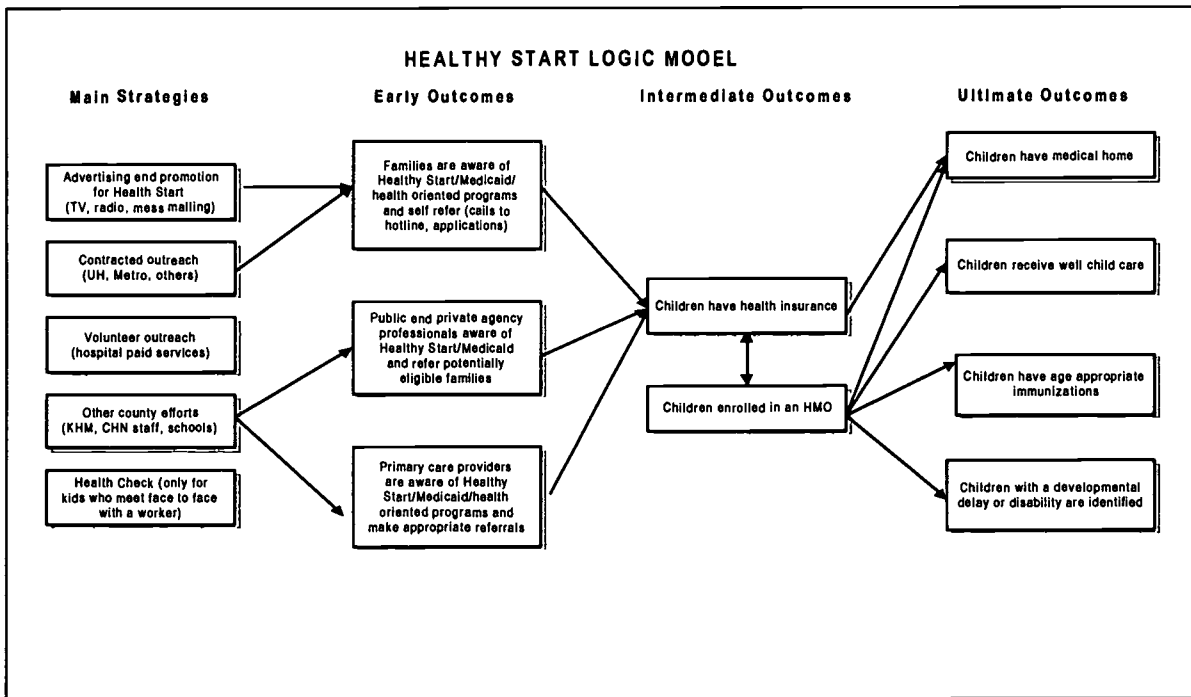 HEALTHY START LOGIC MOOEL
Main Strategies
Early Outcomes
Intermediate Outcomes
Ultimate Outcomes
Advertising end promotion
for Health Start
(TV, radio, mess malling)
Contracted outreach
(UH, Metro, others)
Volunteer outreach
(hospital paid services)
Other county efforts
(KHM, CHN staff, schools)
Health Check (only for
kids who meet face to face
with a worker)
Families are aware of
Healthy Start/Medicaid/
health oriented programs
and self refer (calls to
hotline, applications)
Public end private agency
professionals aware of
Healthy Start/Medicaid
and refer potentially
eligible families
Primary care providers
are aware of Healthy
Start/Medicaid/health
oriented programs and
make appropriate referrals
Children have health insurance
Children enrolled in an HMO
Children have medical home
Children receive well child care
Children have age appropriate
immunizations
Children with a developmental
delay or disability are identified